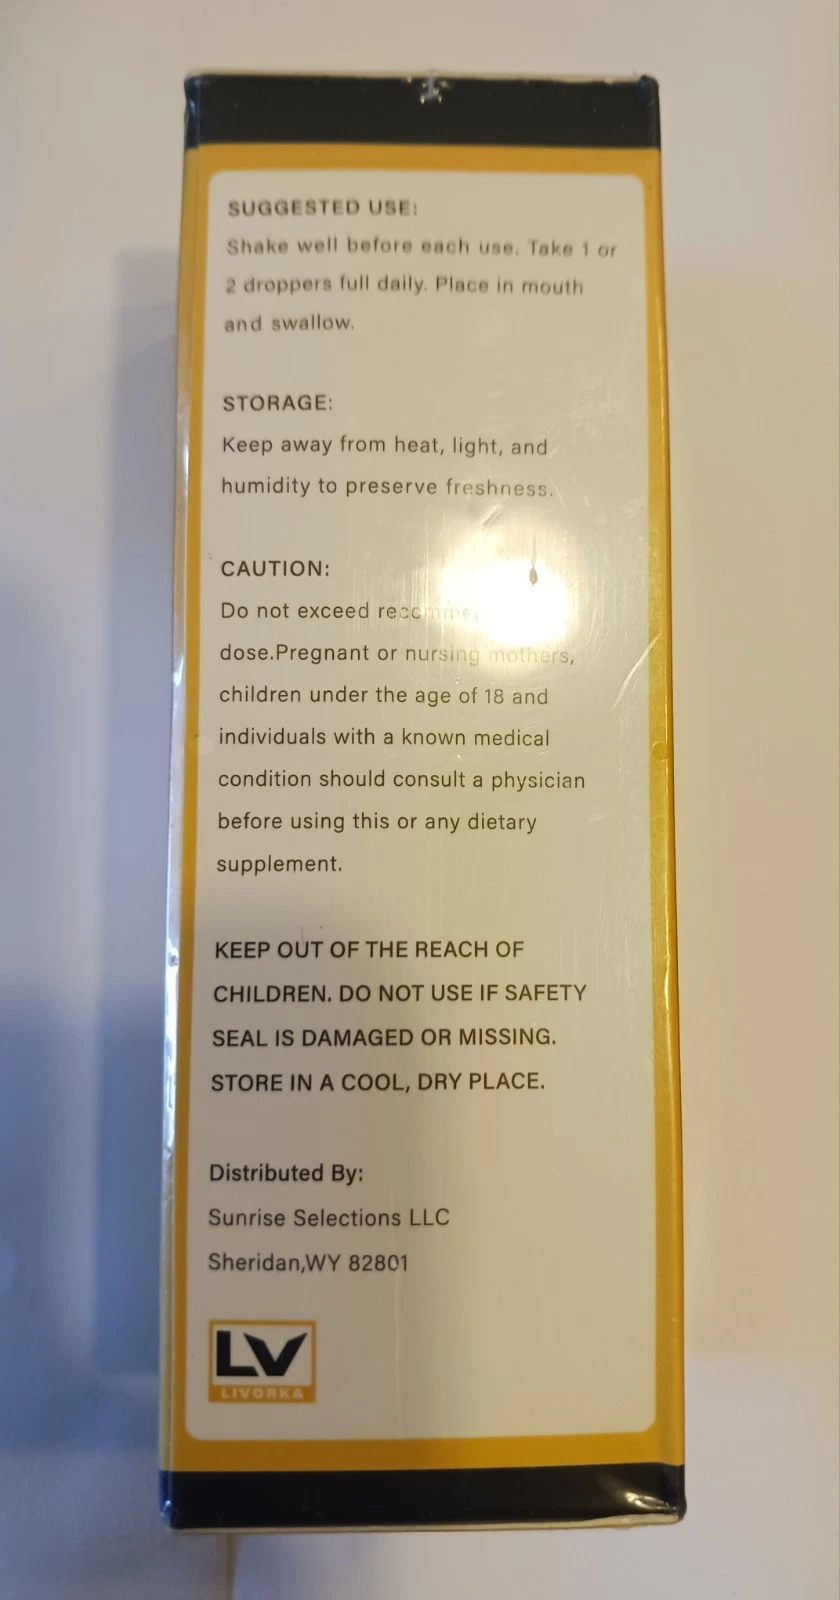 SUGGESTED USE:
Shake well before each use. Take 1 or
2 droppers full daily. Place in mouth
and swallow.
STORAGE:
Keep away from heat, light, and
humidity to preserve freshness.
CAUTION:
Do not exceed
dose.Pregnant or nursing mothers,
children under the age of 18 and
individuals with a known medical
condition should consult a physician
before using this or any dietary
supplement.
KEEP OUT OF THE REACH OF
CHILDREN. DO NOT USE IF SAFETY
SEAL IS DAMAGED OR MISSING.
STORE IN A COOL, DRY PLACE.
Distributed By:
Sunrise Selections LLC
Sheridan,WY 82801
LV
LIVORKA